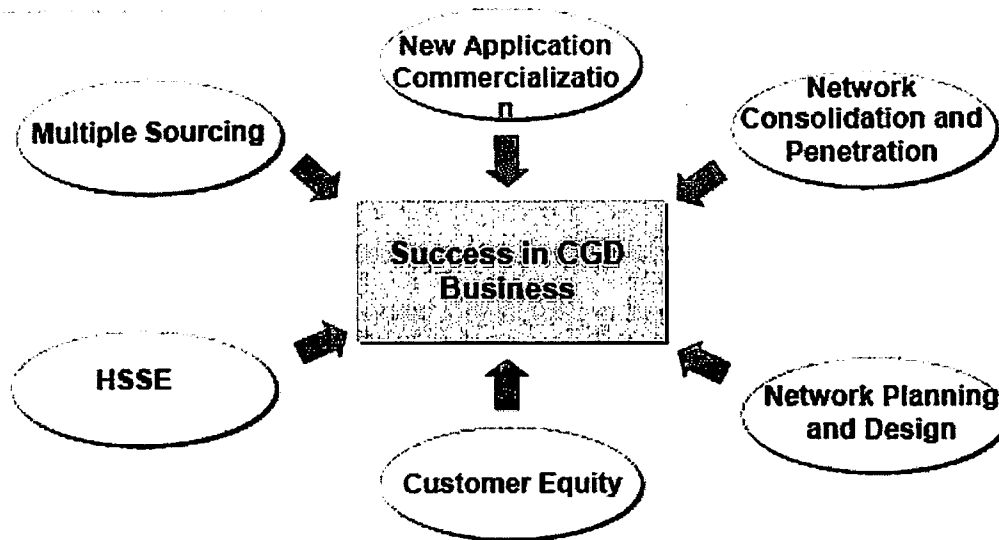 New Application
Commercializatio
n
Multiple Sourcing
Network
Consolidation and
Penetration
Success in CGD
Business
HSSE
Network Planning
and Design
Customer Equity